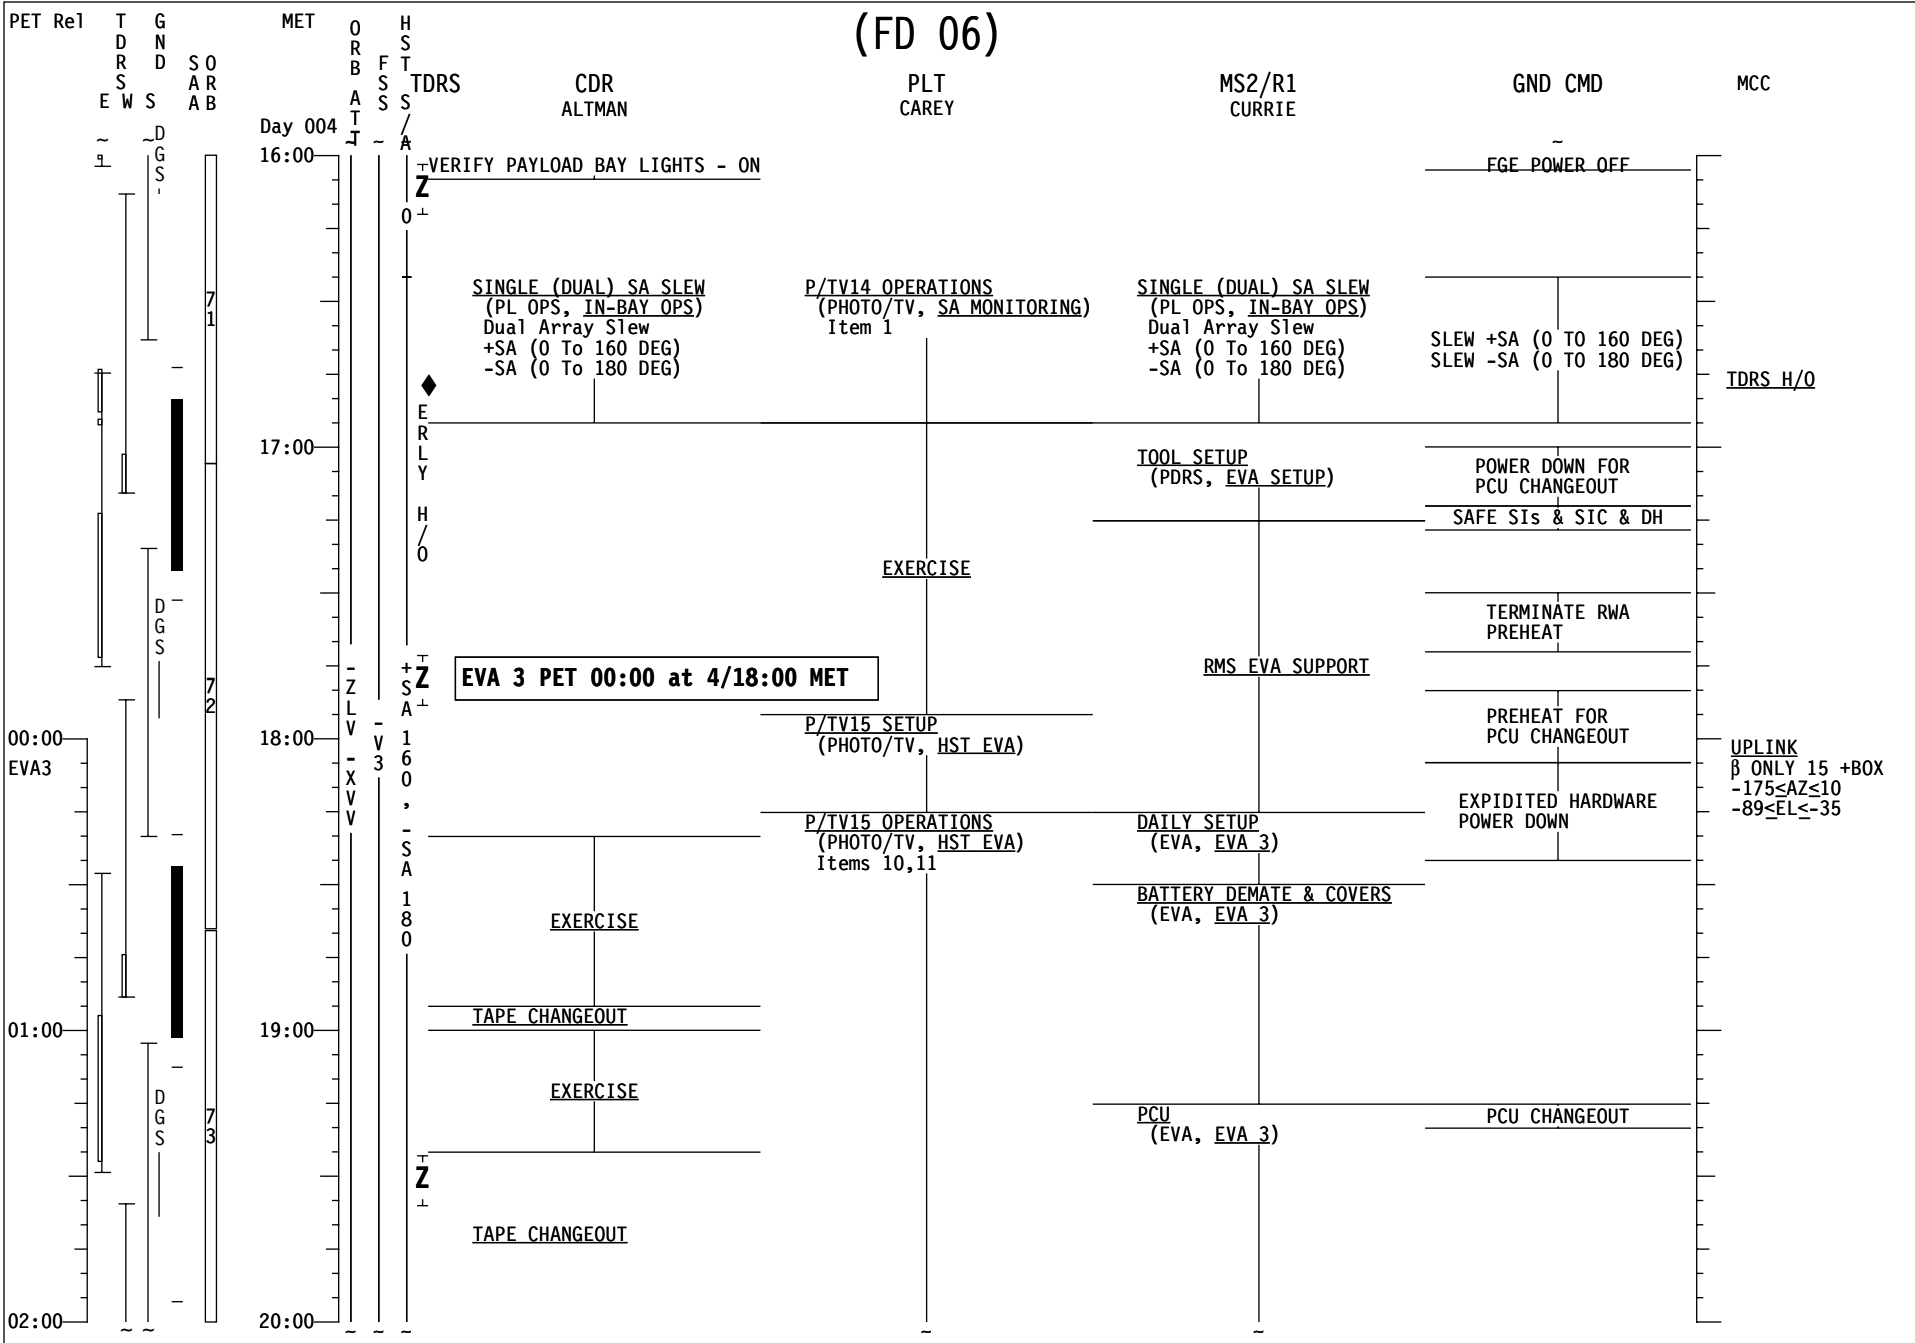 (FD 06)
PET Rel
TDRS
E W
GND
S
SAA
ORB
MET
ORB ATT
FSS
HST S/A
TDRS
CDR
ALTMAN
PLT
CAREY
MS2/R1
CURRIE
GND CMD
MCC
Day 004
~ ~ ~ ~ ~
DGS
16:00
VERIFY PAYLOAD BAY LIGHTS - ON
FGE POWER OFF
Z
0
71
SINGLE (DUAL) SA SLEW
(PL OPS, IN-BAY OPS)
Dual Array Slew
+SA (0 To 160 DEG)
-SA (0 To 180 DEG)
P/TV14 OPERATIONS
(PHOTO/TV, SA MONITORING)
Item 1
SINGLE (DUAL) SA SLEW
(PL OPS, IN-BAY OPS)
Dual Array Slew
+SA (0 To 160 DEG)
-SA (0 To 180 DEG)
SLEW +SA (0 TO 160 DEG)
SLEW -SA (0 TO 180 DEG)
TDRS H/O
ERLY H/O
17:00
TOOL SETUP
(PDRS, EVA SETUP)
POWER DOWN FOR
PCU CHANGEOUT
SAFE SIs & SIC & DH
EXERCISE
DGS
TERMINATE RWA
PREHEAT
72
-ZLV -XVV
-V3
+SA 160, -SA 180
Z
EVA 3 PET 00:00 at 4/18:00 MET
RMS EVA SUPPORT
00:00
EVA3
18:00
P/TV15 SETUP
(PHOTO/TV, HST EVA)
PREHEAT FOR
PCU CHANGEOUT
UPLINK
β ONLY 15 +BOX
-175≤AZ≤10
-89≤EL≤-35
P/TV15 OPERATIONS
(PHOTO/TV, HST EVA)
Items 10,11
DAILY SETUP
(EVA, EVA 3)
EXPIDITED HARDWARE
POWER DOWN
BATTERY DEMATE & COVERS
(EVA, EVA 3)
EXERCISE
TAPE CHANGEOUT
01:00
19:00
EXERCISE
DGS
73
PCU
(EVA, EVA 3)
PCU CHANGEOUT
Z
TAPE CHANGEOUT
02:00
20:00
~ ~ ~ ~ ~ ~ ~